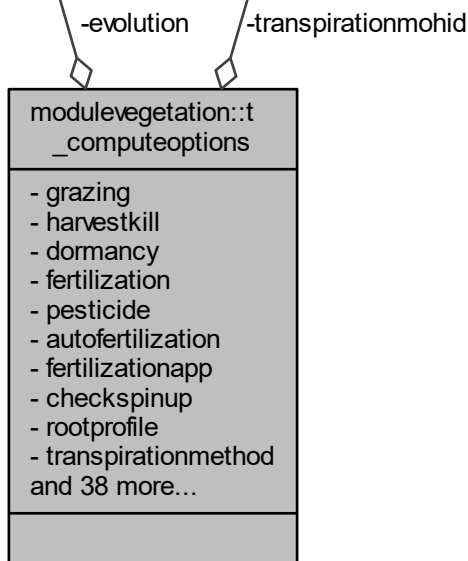 -evolution
-transpirationmohid
modulevegetation::t
_computeoptions
- grazing
- harvestkill
- dormancy
- fertilization
- pesticide
- autofertilization
- fertilizationapp
- checkspinup
- rootprofile
- transpirationmethod
and 38 more...